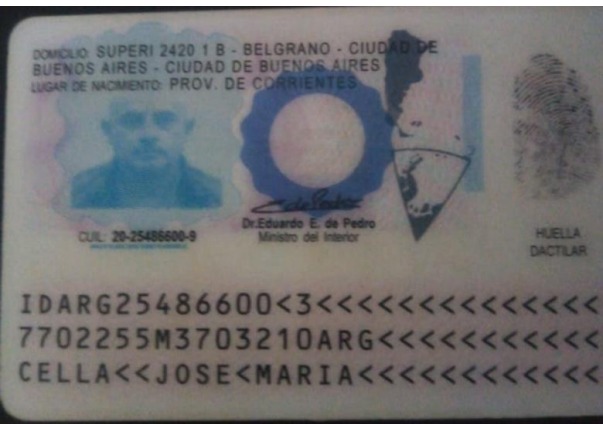 DOMICILIO: SUPERI 2420 1 B - BELGRANO - CIUDAD DE
BUENOS AIRES - CIUDAD DE BUENOS AIRES
LUGAR DE NACIMIENTO: PROV. DE CORRIENTES
CUIL: 20-25486600-9
Dr.Eduardo E. de Pedro
Ministro del Interior
HUELLA
DACTILAR
IDARG25486600<3<<<<<<<<<<<<<<<
7702255M3703210ARG<<<<<<<<<<<
CELLA<<JOSE<MARIA<<<<<<<<<<<<<